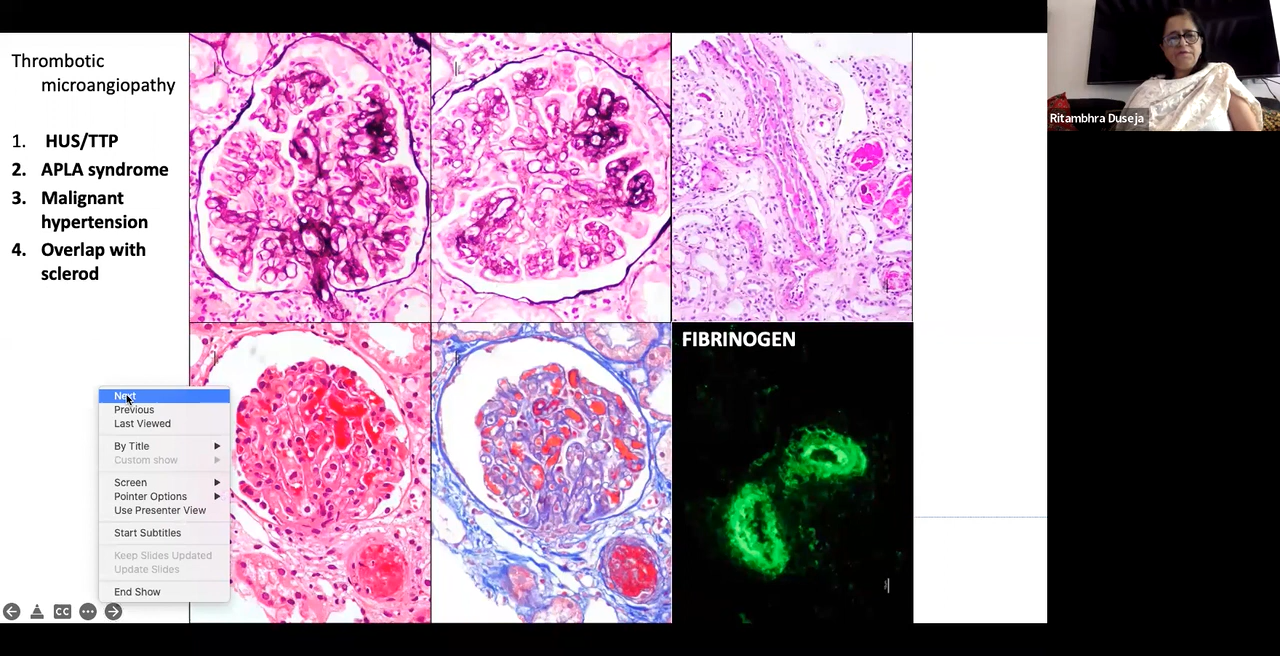 Thrombotic
microangiopathy
1. HUS/TTP
2. APLA syndrome
3. Malignant
hypertension
4. Overlap with
sclerod
FIBRINOGEN
Ritambhra Duseja
Next
Previous
Last Viewed
By Title
Custom show
Screen
Pointer Options
Use Presenter View
Start Subtitles
Keep Slides Updated
Update Slides
End Show
CC